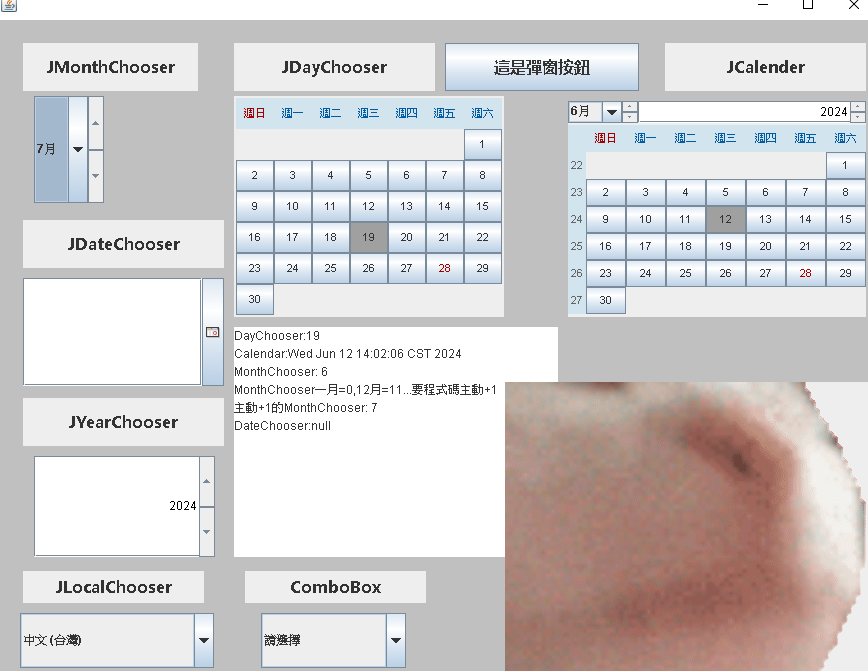 JMonthChooser
JDayChooser
這是彈窗按鈕
JCalender
7月
週日 週一 週二 週三 週四 週五 週六
1
2 3 4 5 6 7 8
9 10 11 12 13 14 15
16 17 18 19 20 21 22
23 24 25 26 27 28 29
30
6月 2024
週日 週一 週二 週三 週四 週五 週六
22 1
23 2 3 4 5 6 7 8
24 9 10 11 12 13 14 15
25 16 17 18 19 20 21 22
26 23 24 25 26 27 28 29
27 30
JDateChooser
DayChooser:19
Calendar:Wed Jun 12 14:02:06 CST 2024
MonthChooser: 6
MonthChooser一月=0,12月=11...要程式碼主動+1
主動+1的MonthChooser: 7
DateChooser:null
JYearChooser
2024
JLocalChooser
ComboBox
中文 (台灣)
請選擇